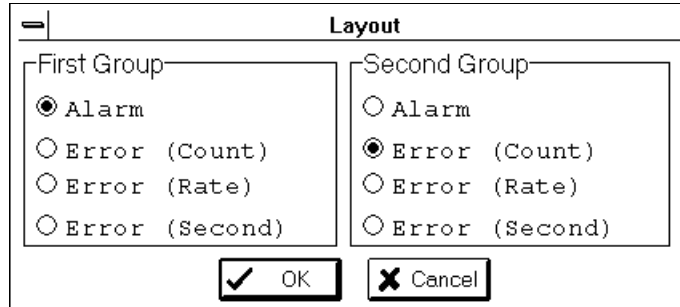 Layout
First Group
Alarm
Error (Count)
Error (Rate)
Error (Second)
Second Group
Alarm
Error (Count)
Error (Rate)
Error (Second)
OK
Cancel